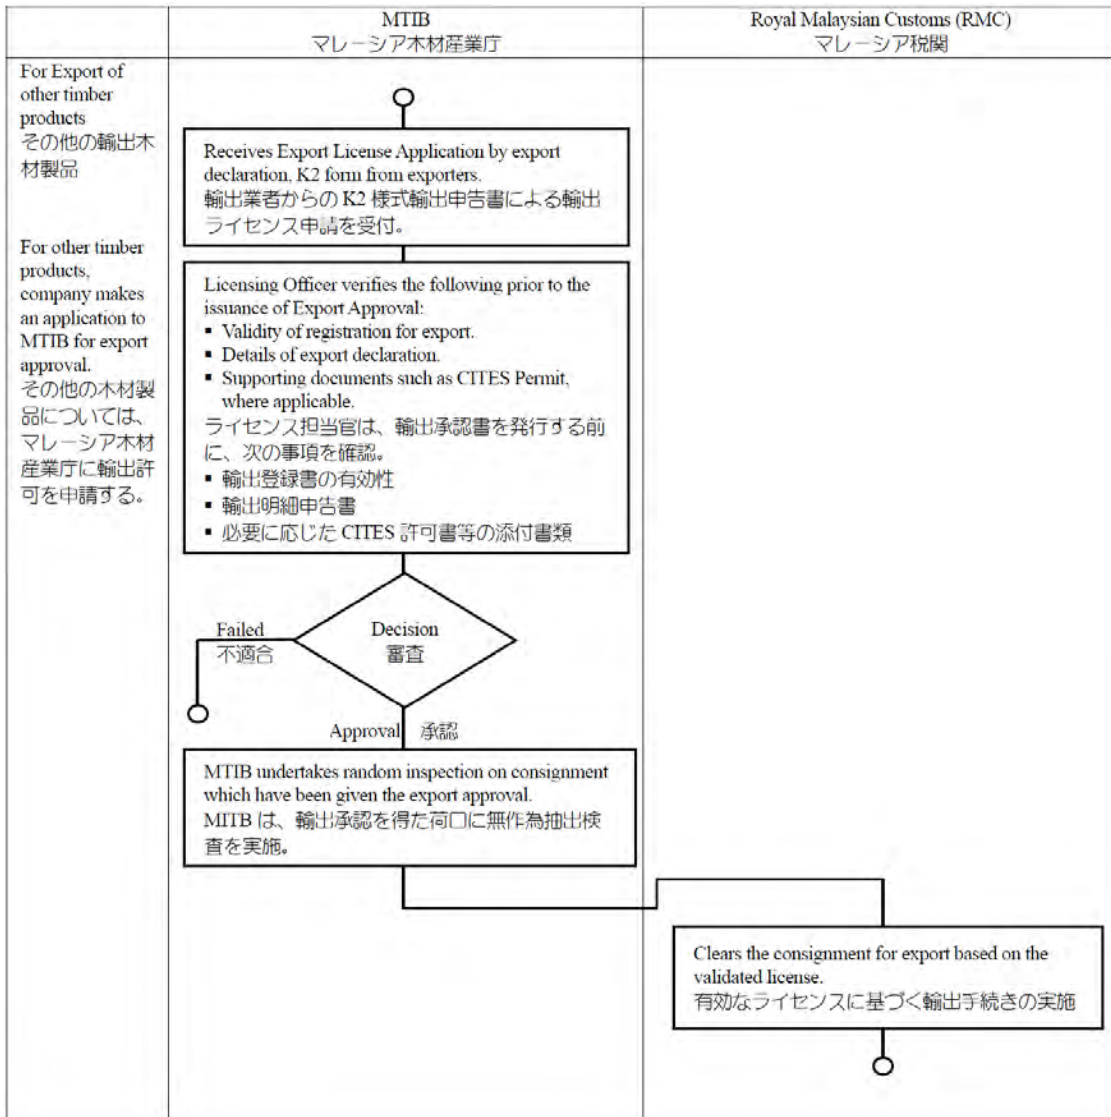 MTIB
マレーシア木材産業庁
Royal Malaysian Customs (RMC)
マレーシア税関
For Export of
other timber
products
その他の輸出木
材製品
For other timber
products,
company makes
an application to
MTIB for export
approval.
その他の木材製
品については、
マレーシア木材
産業庁に輸出許
可を申請する。
Receives Export License Application by export
declaration, K2 form from exporters.
輸出業者からの K2 様式輸出申告書による輸出
ライセンス申請を受付。
Licensing Officer verifies the following prior to the
issuance of Export Approval:
▪ Validity of registration for export.
▪ Details of export declaration.
▪ Supporting documents such as CITES Permit,
where applicable.
ライセンス担当官は、輸出承認書を発行する前
に、次の事項を確認。
▪ 輸出登録書の有効性
▪ 輸出明細申告書
▪ 必要に応じた CITES 許可書等の添付書類
Failed
不適合
Decision
審査
Approval 承認
MTIB undertakes random inspection on consignment
which have been given the export approval.
MITB は、輸出承認を得た荷口に無作為抽出検
査を実施。
Clears the consignment for export based on the
validated license.
有効なライセンスに基づく輸出手続きの実施